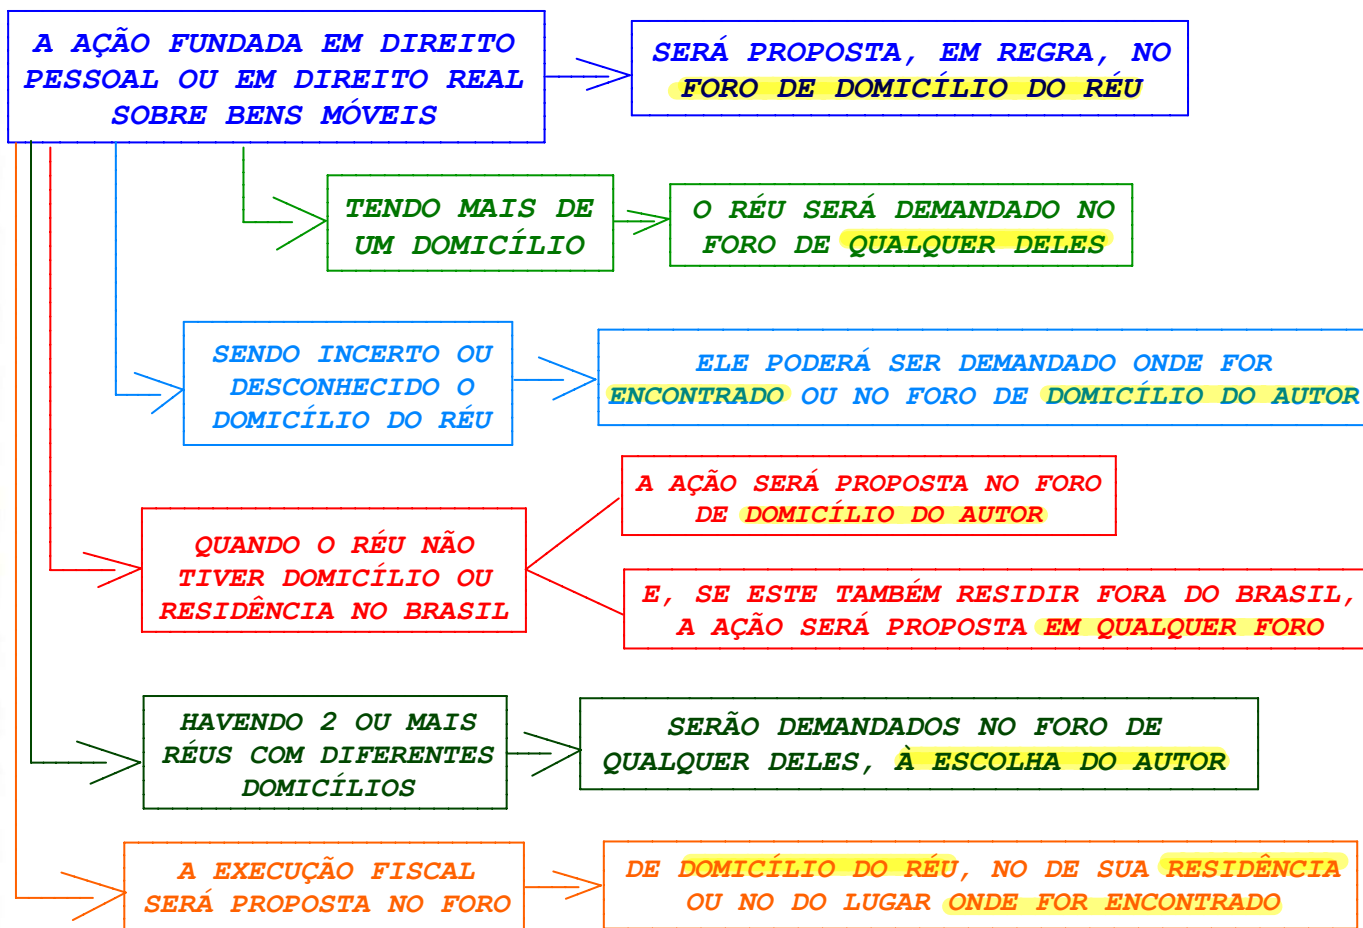 A AÇÃO FUNDADA EM DIREITO
PESSOAL OU EM DIREITO REAL
SOBRE BENS MÓVEIS
SERÁ PROPOSTA, EM REGRA, NO
FORO DE DOMICÍLIO DO RÉU
TENDO MAIS DE
UM DOMICÍLIO
O RÉU SERÁ DEMANDADO NO
FORO DE QUALQUER DELES
SENDO INCERTO OU
DESCONHECIDO O
DOMICÍLIO DO RÉU
ELE PODERÁ SER DEMANDADO ONDE FOR
ENCONTRADO OU NO FORO DE DOMICÍLIO DO AUTOR
QUANDO O RÉU NÃO
TIVER DOMICÍLIO OU
RESIDÊNCIA NO BRASIL
A AÇÃO SERÁ PROPOSTA NO FORO
DE DOMICÍLIO DO AUTOR
E, SE ESTE TAMBÉM RESIDIR FORA DO BRASIL,
A AÇÃO SERÁ PROPOSTA EM QUALQUER FORO
HAVENDO 2 OU MAIS
RÉUS COM DIFERENTES
DOMICÍLIOS
SERÃO DEMANDADOS NO FORO DE
QUALQUER DELES, À ESCOLHA DO AUTOR
A EXECUÇÃO FISCAL
SERÁ PROPOSTA NO FORO
DE DOMICÍLIO DO RÉU, NO DE SUA RESIDÊNCIA
OU NO DO LUGAR ONDE FOR ENCONTRADO